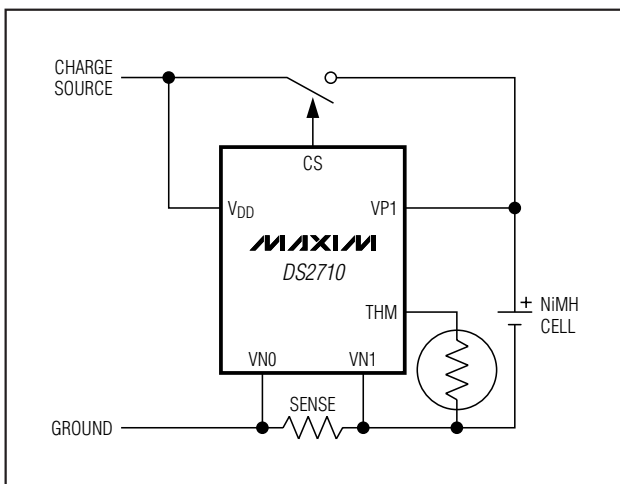 CHARGE
SOURCE
CS
VDD
VP1
MAXIM
DS2710
+
NiMH
CELL
THM
VN0
VN1
SENSE
GROUND